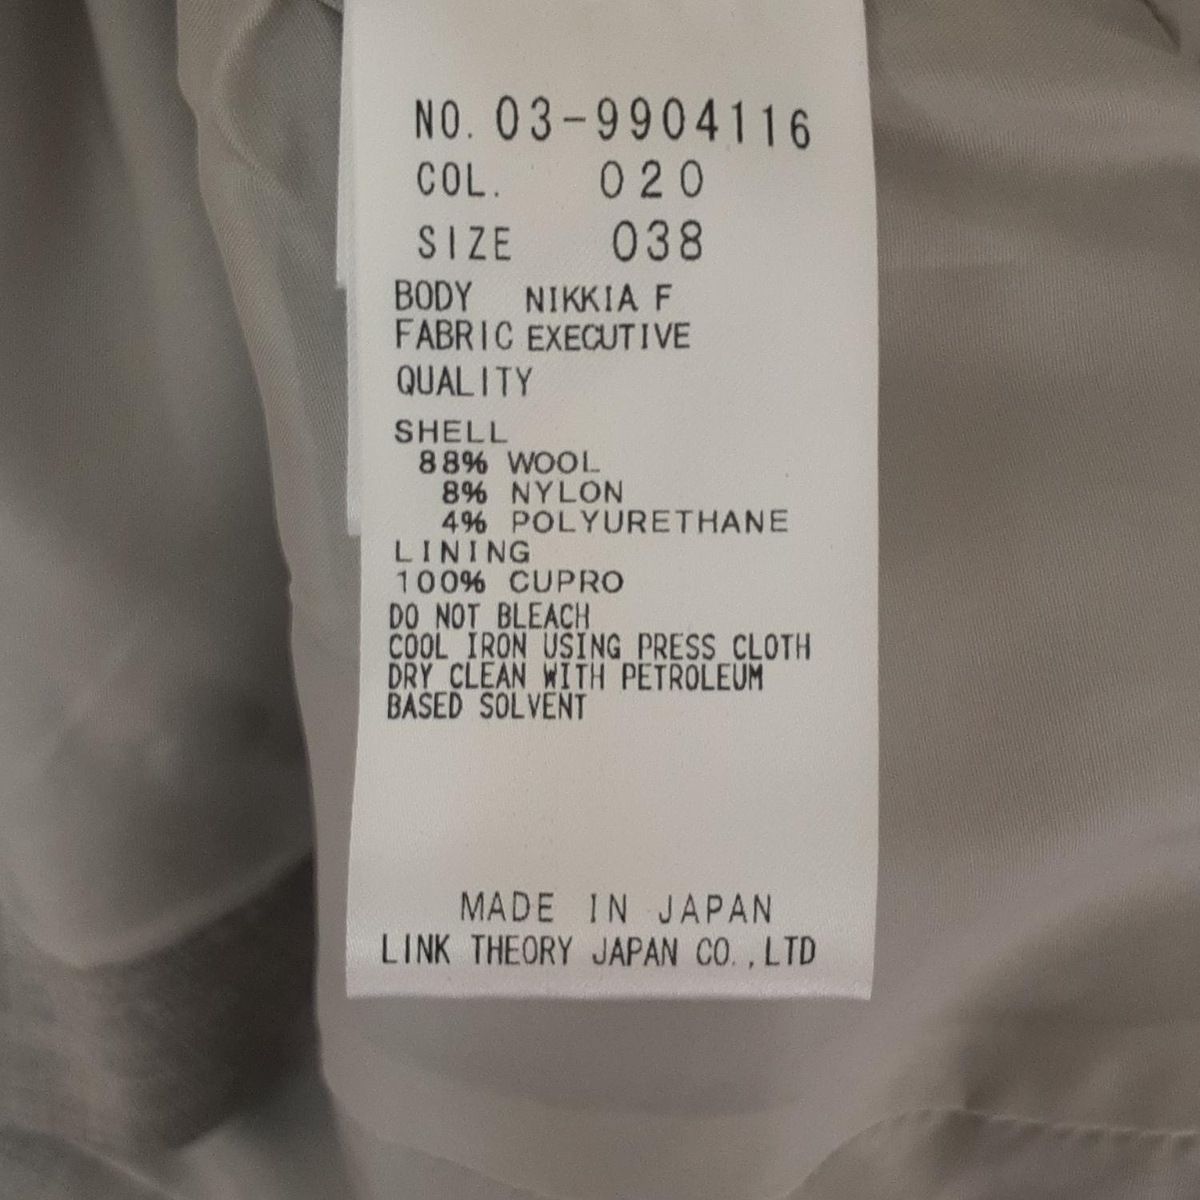 NO. 03-9904116
COL. 020
SIZE 038
BODY NIKKIA F
FABRIC EXECUTIVE
QUALITY
SHELL
88% WOOL
8% NYLON
4% POLYURETHANE
LINING
100% CUPRO
DO NOT BLEACH
COOL IRON USING PRESS CLOTH
DRY CLEAN WITH PETROLEUM
BASED SOLVENT
MADE IN JAPAN
LINK THEORY JAPAN CO.,LTD